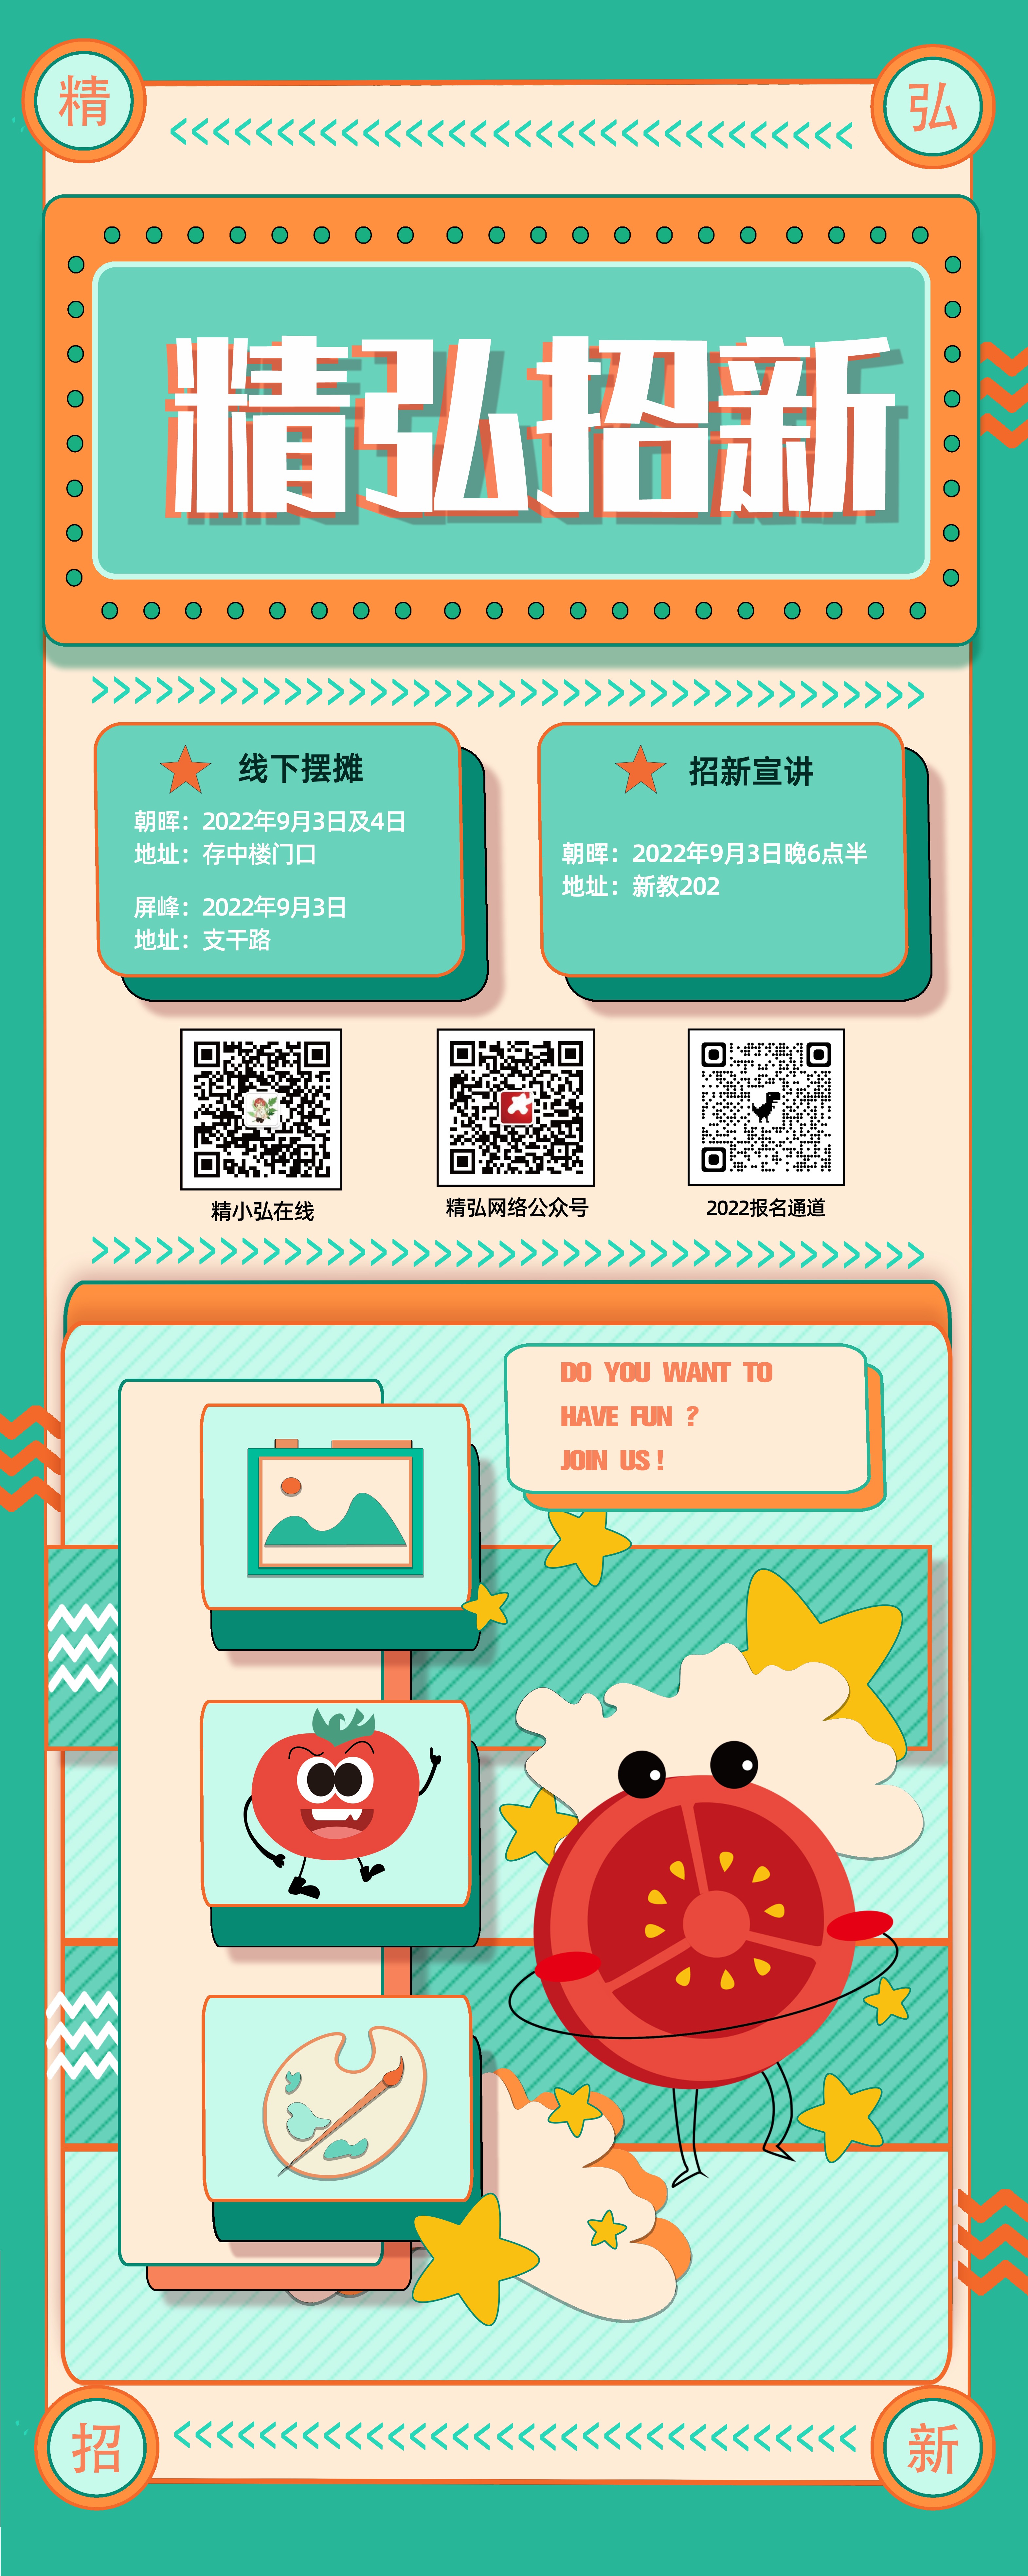 精
弘
精弘招新
线下摆摊
朝晖：2022年9月3日及4日
地址：存中楼门口
屏峰：2022年9月3日
地址：支干路
招新宣讲
朝晖：2022年9月3日晚6点半
地址：新教202
精小弘在线
精弘网络公众号
2022报名通道
DO YOU WANT TO
HAVE FUN ?
JOIN US !
招
新